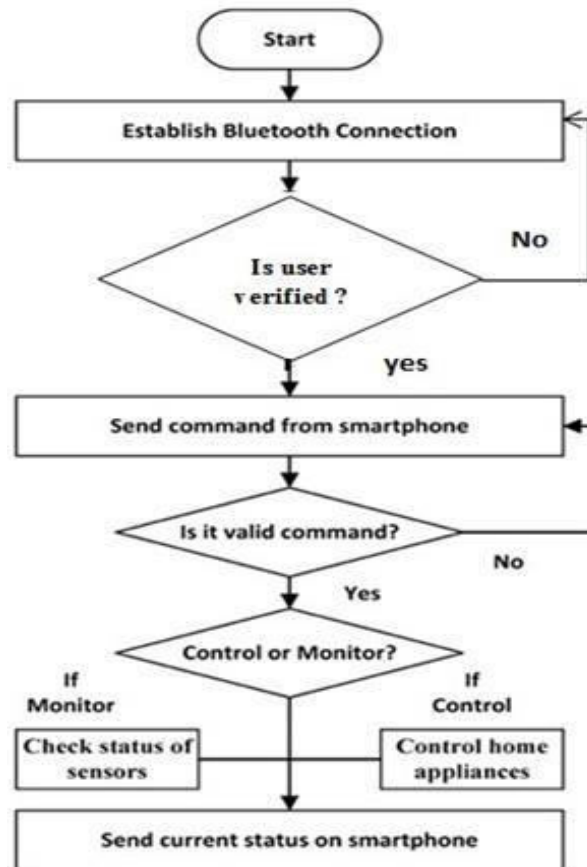 Start
Establish Bluetooth Connection
No
Is user
verified ?
yes
Send command from smartphone
Is it valid command?
No
Yes
Control or Monitor?
If
Monitor
If
Control
Check status of
sensors
Control home
appliances
Send current status on smartphone